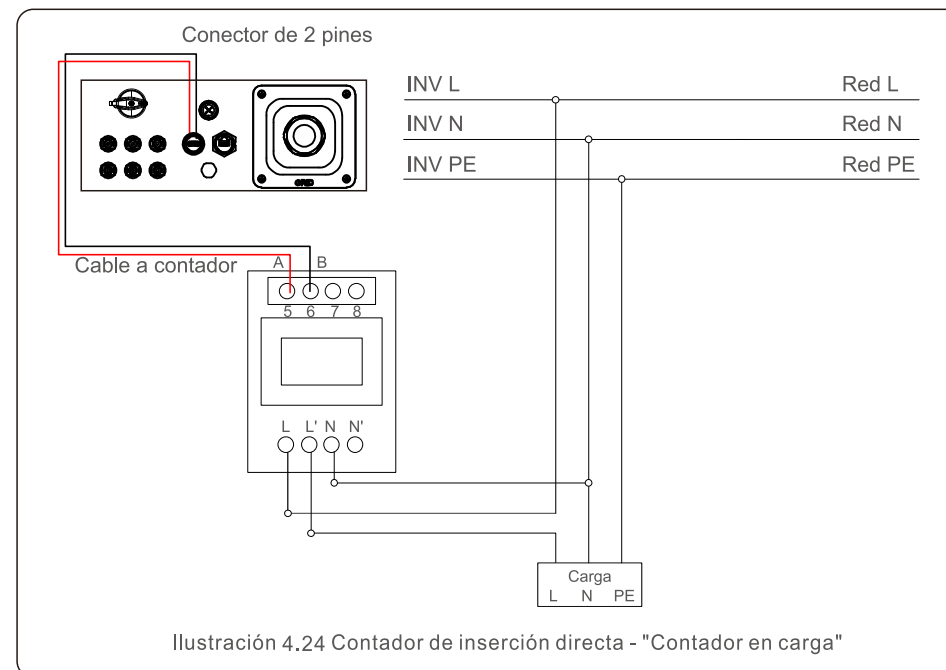 Conector de 2 pines
INV L Red L
INV N Red N
INV PE Red PE
GRID
Cable a contador
A B
5 6 7 8
L L' N N'
Carga
L N PE
Ilustración 4.24 Contador de inserción directa - "Contador en carga"